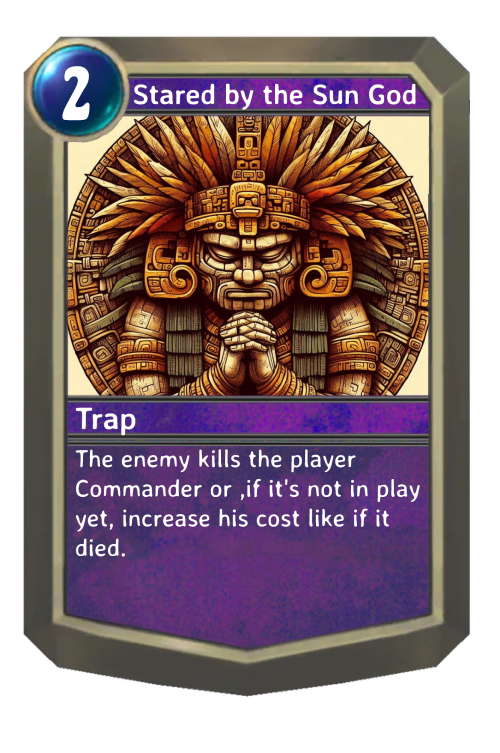 2
Stared by the Sun God
Trap
The enemy kills the player
Commander or ,if it's not in play
yet, increase his cost like if it
died.